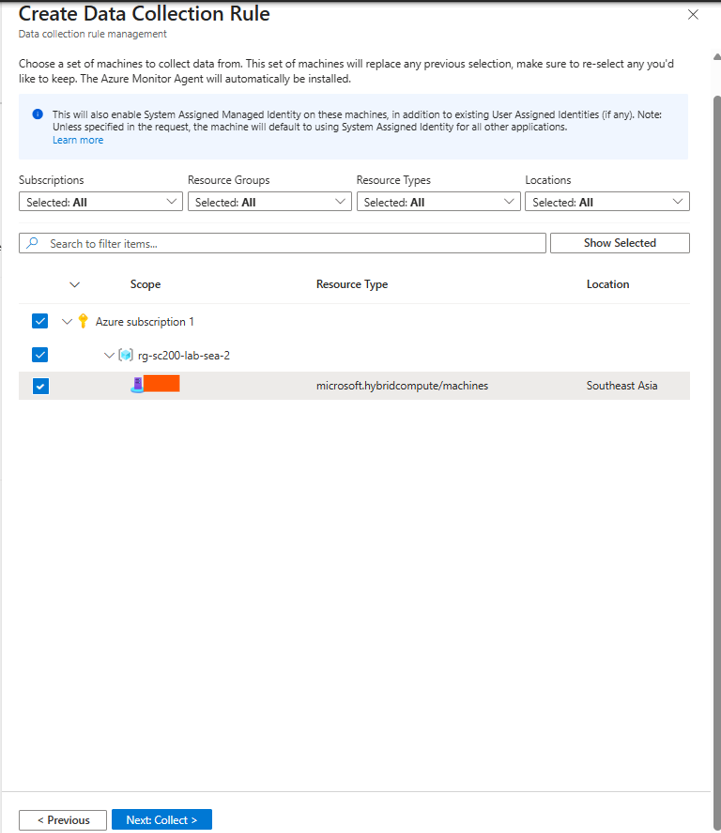 Create Data Collection Rule
Data collection rule management
Choose a set of machines to collect data from. This set of machines will replace any previous selection, make sure to re-select any you'd
like to keep. The Azure Monitor Agent will automatically be installed.
This will also enable System Assigned Managed Identity on these machines, in addition to existing User Assigned Identities (if any). Note:
Unless specified in the request, the machine will default to using System Assigned Identity for all other applications.
Learn more
Subscriptions Resource Groups Resource Types Locations
Selected: All Selected: All Selected: All Selected: All
Search to filter items... Show Selected
Scope Resource Type Location
Azure subscription 1
rg-sc200-lab-sea-2
microsoft.hybridcompute/machines Southeast Asia
< Previous Next: Collect >